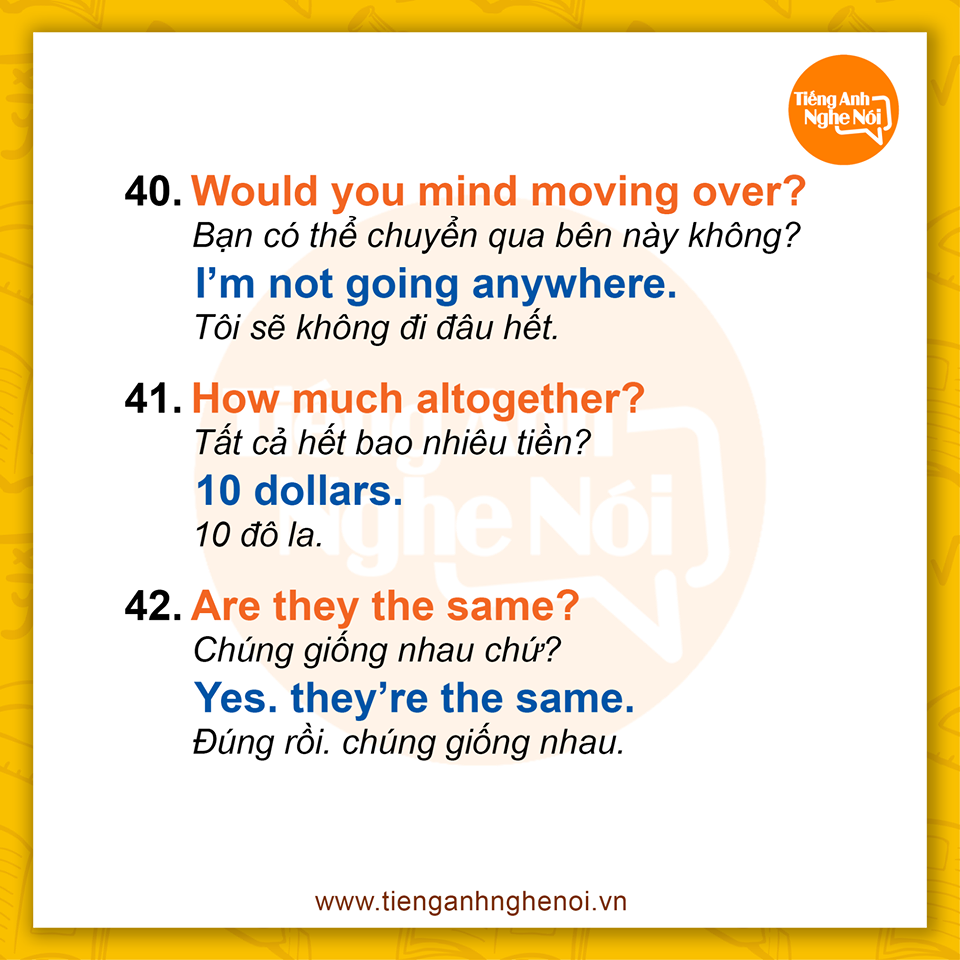 Tiếng Anh
Nghe Nói
40. Would you mind moving over?
Bạn có thể chuyển qua bên này không?
I’m not going anywhere.
Tôi sẽ không đi đâu hết.
41. How much altogether?
Tất cả hết bao nhiêu tiền?
10 dollars.
10 đô la.
42. Are they the same?
Chúng giống nhau chứ?
Yes. they’re the same.
Đúng rồi. chúng giống nhau.
Tiếng Anh
Nghe Nói
www.tienganhnghenoi.vn